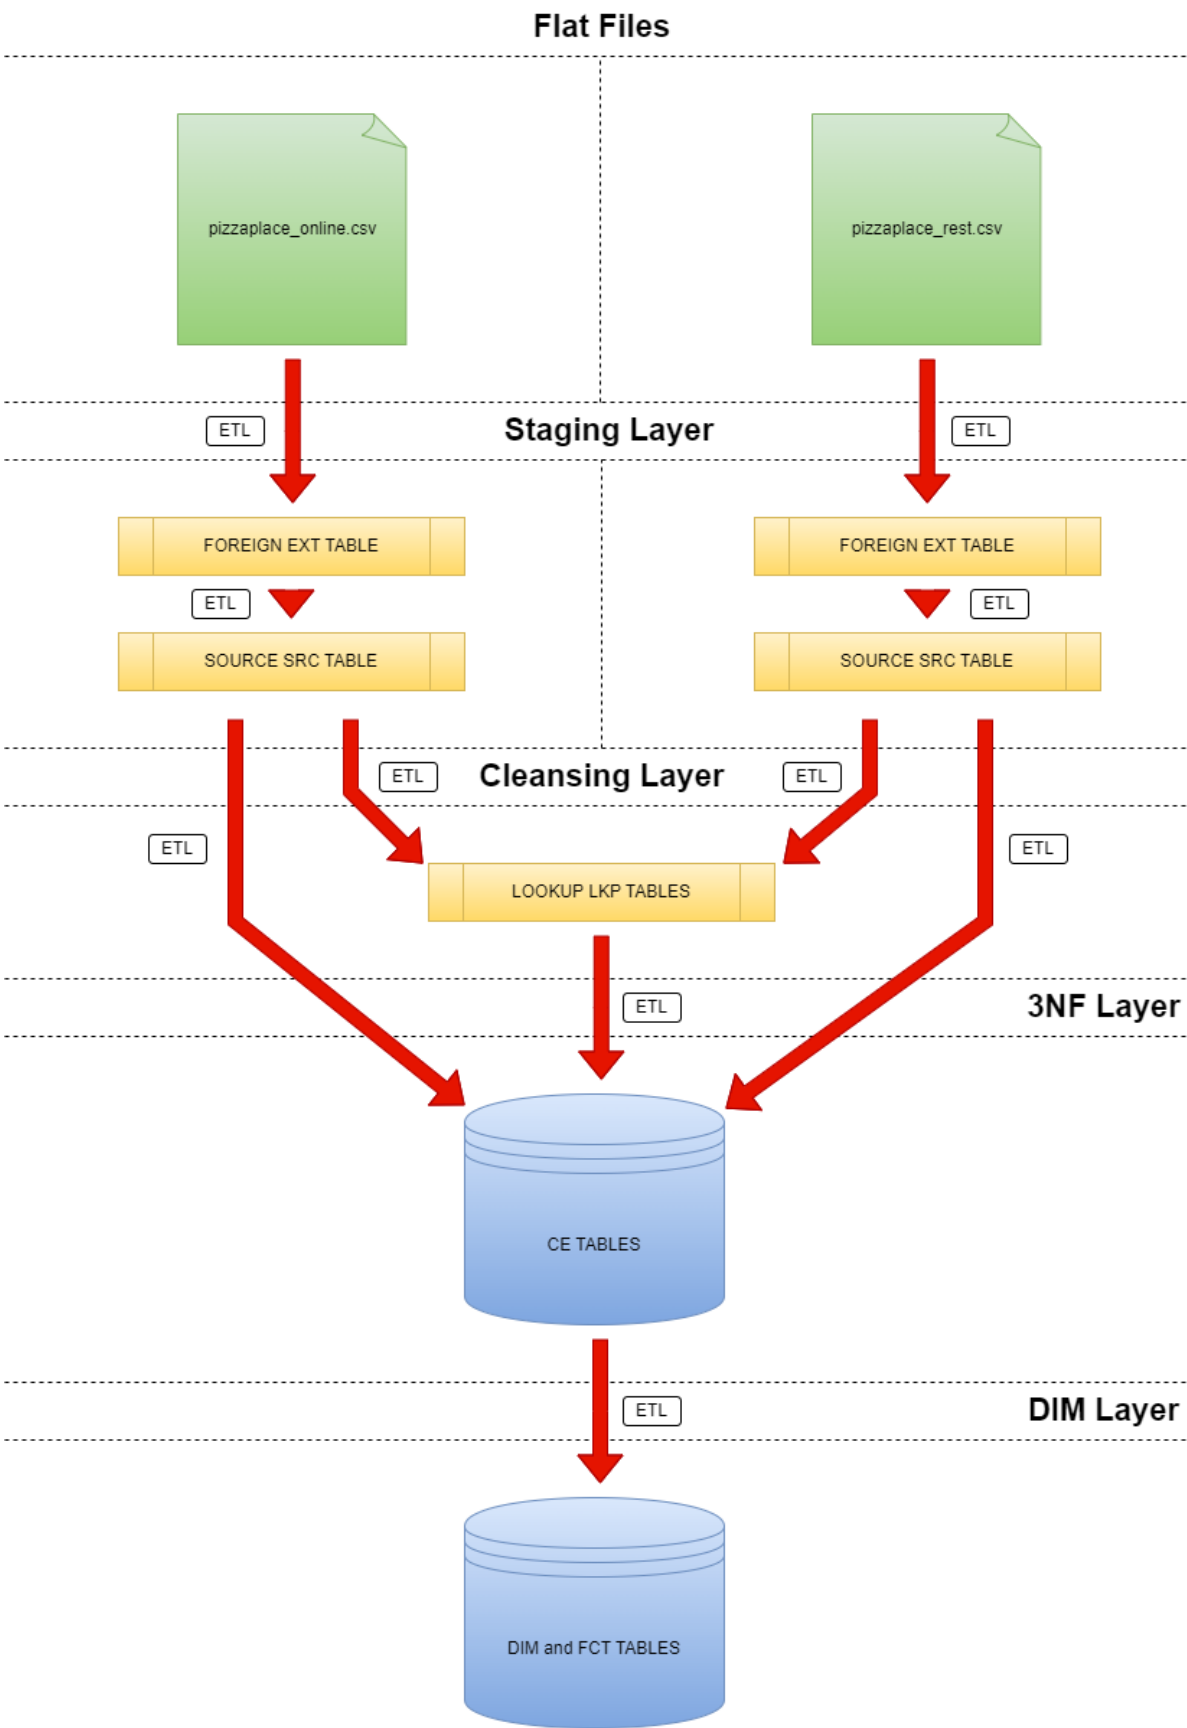 Flat Files
pizzaplace_online.csv
pizzaplace_rest.csv
ETL
Staging Layer
ETL
FOREIGN EXT TABLE
FOREIGN EXT TABLE
ETL
ETL
SOURCE SRC TABLE
SOURCE SRC TABLE
ETL
Cleansing Layer
ETL
ETL
ETL
LOOKUP LKP TABLES
ETL
3NF Layer
CE TABLES
ETL
DIM Layer
DIM and FCT TABLES